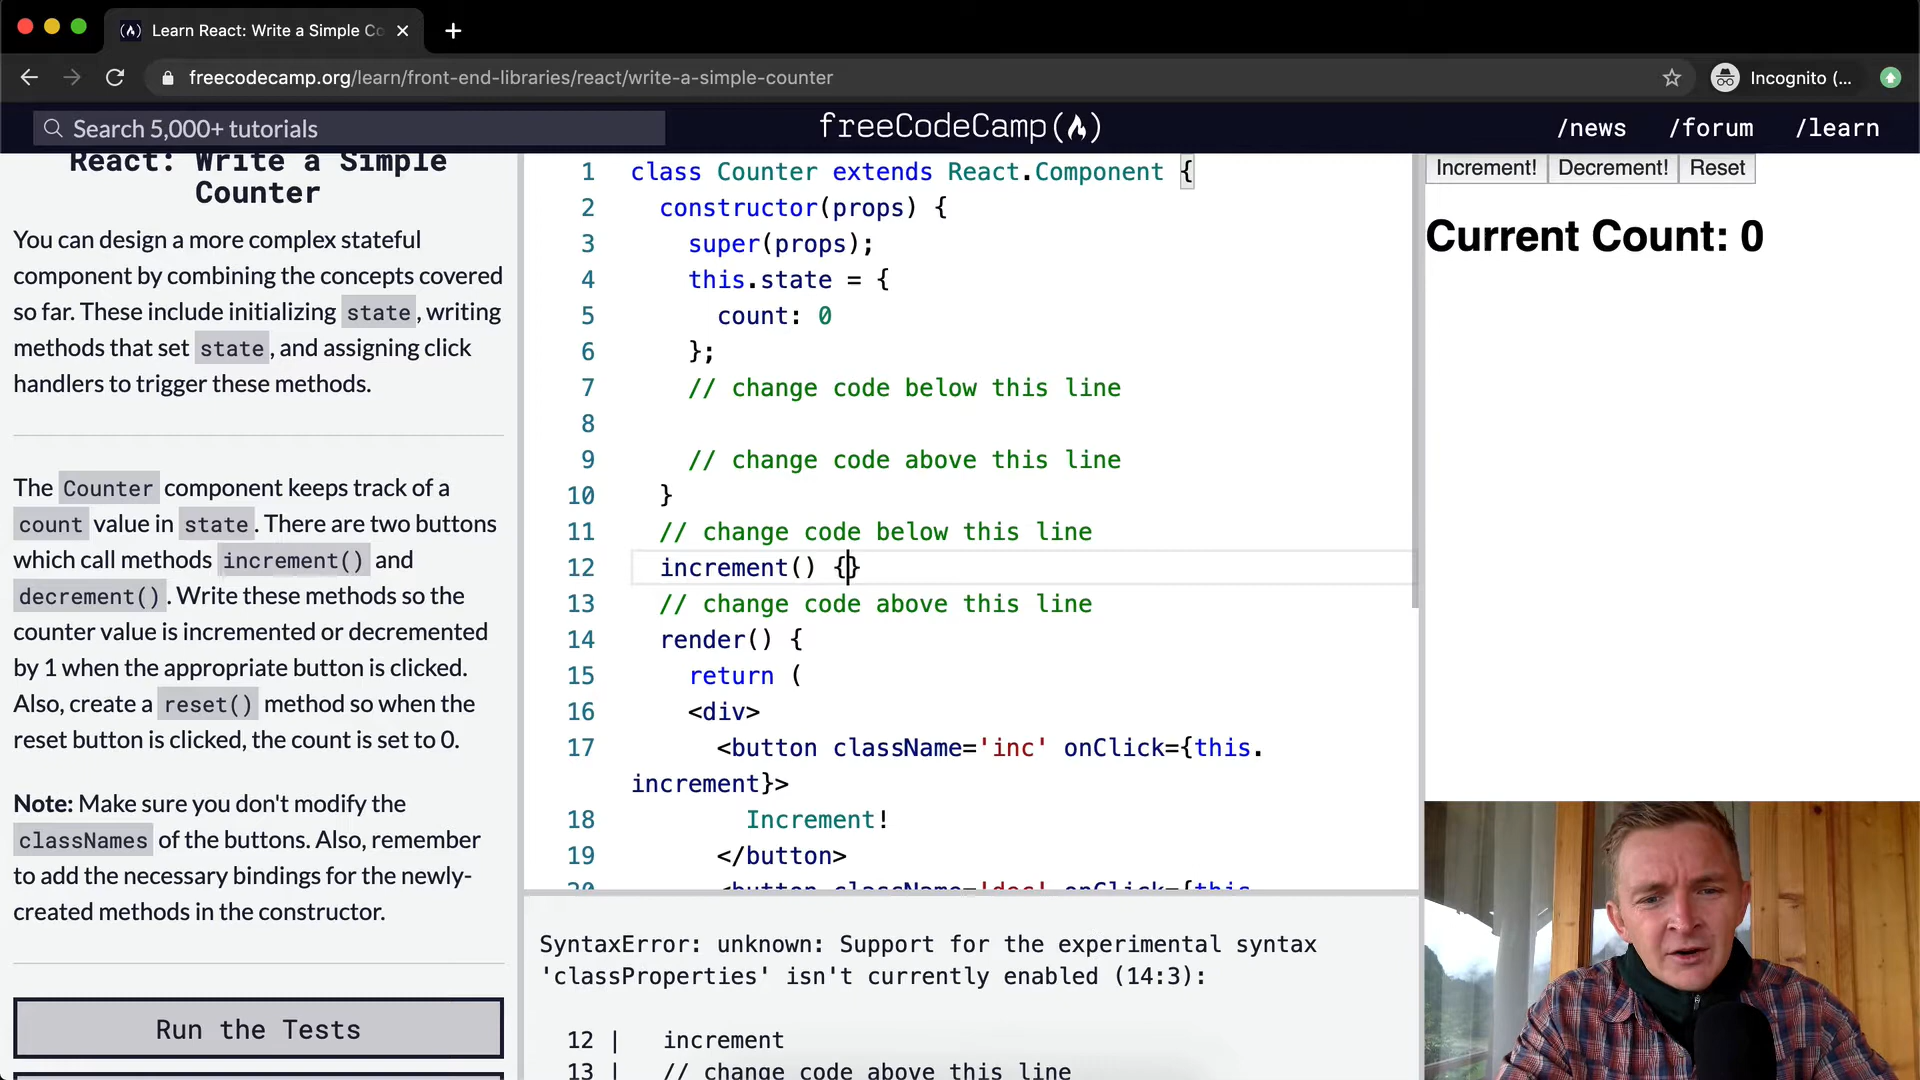 Learn React: Write a Simple Co
freecodecamp.org/learn/front-end-libraries/react/write-a-simple-counter
Incognito (...
Search 5,000+ tutorials
freeCodeCamp
/news
/forum
/learn
React: Write a Simple
Counter
You can design a more complex stateful
component by combining the concepts covered
so far. These include initializing state, writing
methods that set state, and assigning click
handlers to trigger these methods.
The Counter component keeps track of a
count value in state. There are two buttons
which call methods increment() and
decrement(). Write these methods so the
counter value is incremented or decremented
by 1 when the appropriate button is clicked.
Also, create a reset() method so when the
reset button is clicked, the count is set to 0.
Note: Make sure you don't modify the
classNames of the buttons. Also, remember
to add the necessary bindings for the newly-
created methods in the constructor.
Run the Tests
1 class Counter extends React.Component {
2 constructor(props) {
3 super(props);
4 this.state = {
5 count: 0
6 };
7 // change code below this line
8
9 // change code above this line
10 }
11 // change code below this line
12 increment() {}
13 // change code above this line
14 render() {
15 return (
16 <div>
17 <button className='inc' onClick={this.
increment}>
18 Increment!
19 </button>
20 <button className='dec' onClick={this.
SyntaxError: unknown: Support for the experimental syntax
'classProperties' isn't currently enabled (14:3):
12 | increment
13 | // change code above this line
Increment!
Decrement!
Reset
Current Count: 0